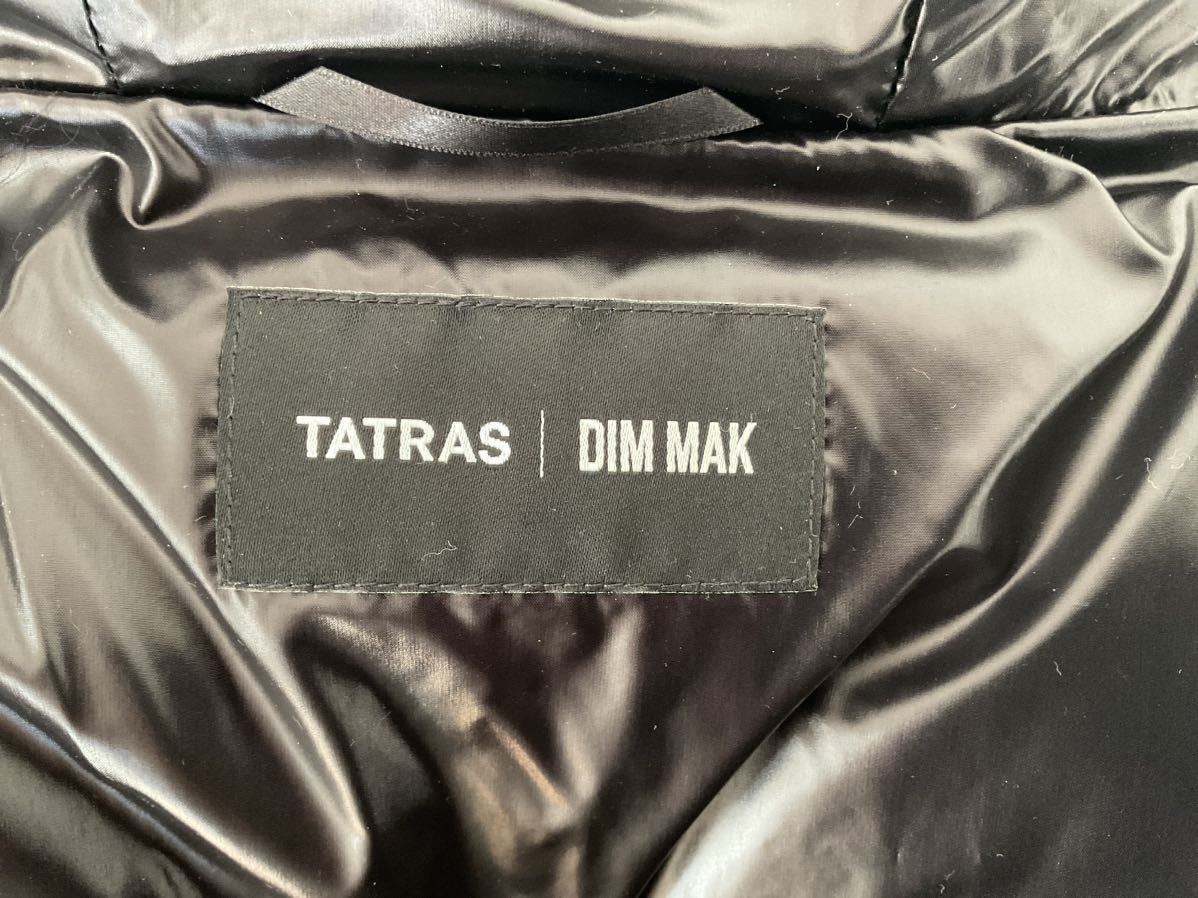 TATRAS | DIM MAK